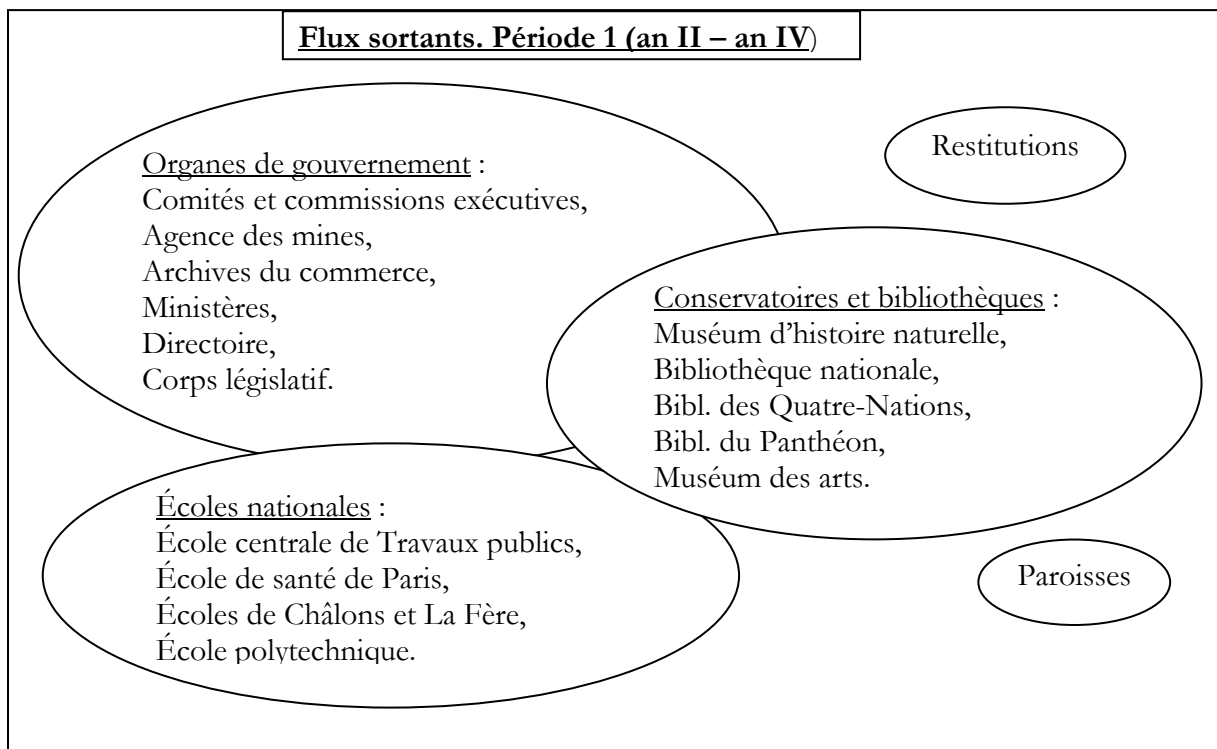 Flux sortants. Période 1 (an II – an IV)
Organes de gouvernement :
Comités et commissions exécutives,
Agence des mines,
Archives du commerce,
Ministères,
Directoire,
Corps législatif.
Restitutions
Conservatoires et bibliothèques :
Muséum d'histoire naturelle,
Bibliothèque nationale,
Bibl. des Quatre-Nations,
Bibl. du Panthéon,
Muséum des arts.
Écoles nationales :
École centrale de Travaux publics,
École de santé de Paris,
Écoles de Châlons et La Fère,
École polytechnique.
Paroisses